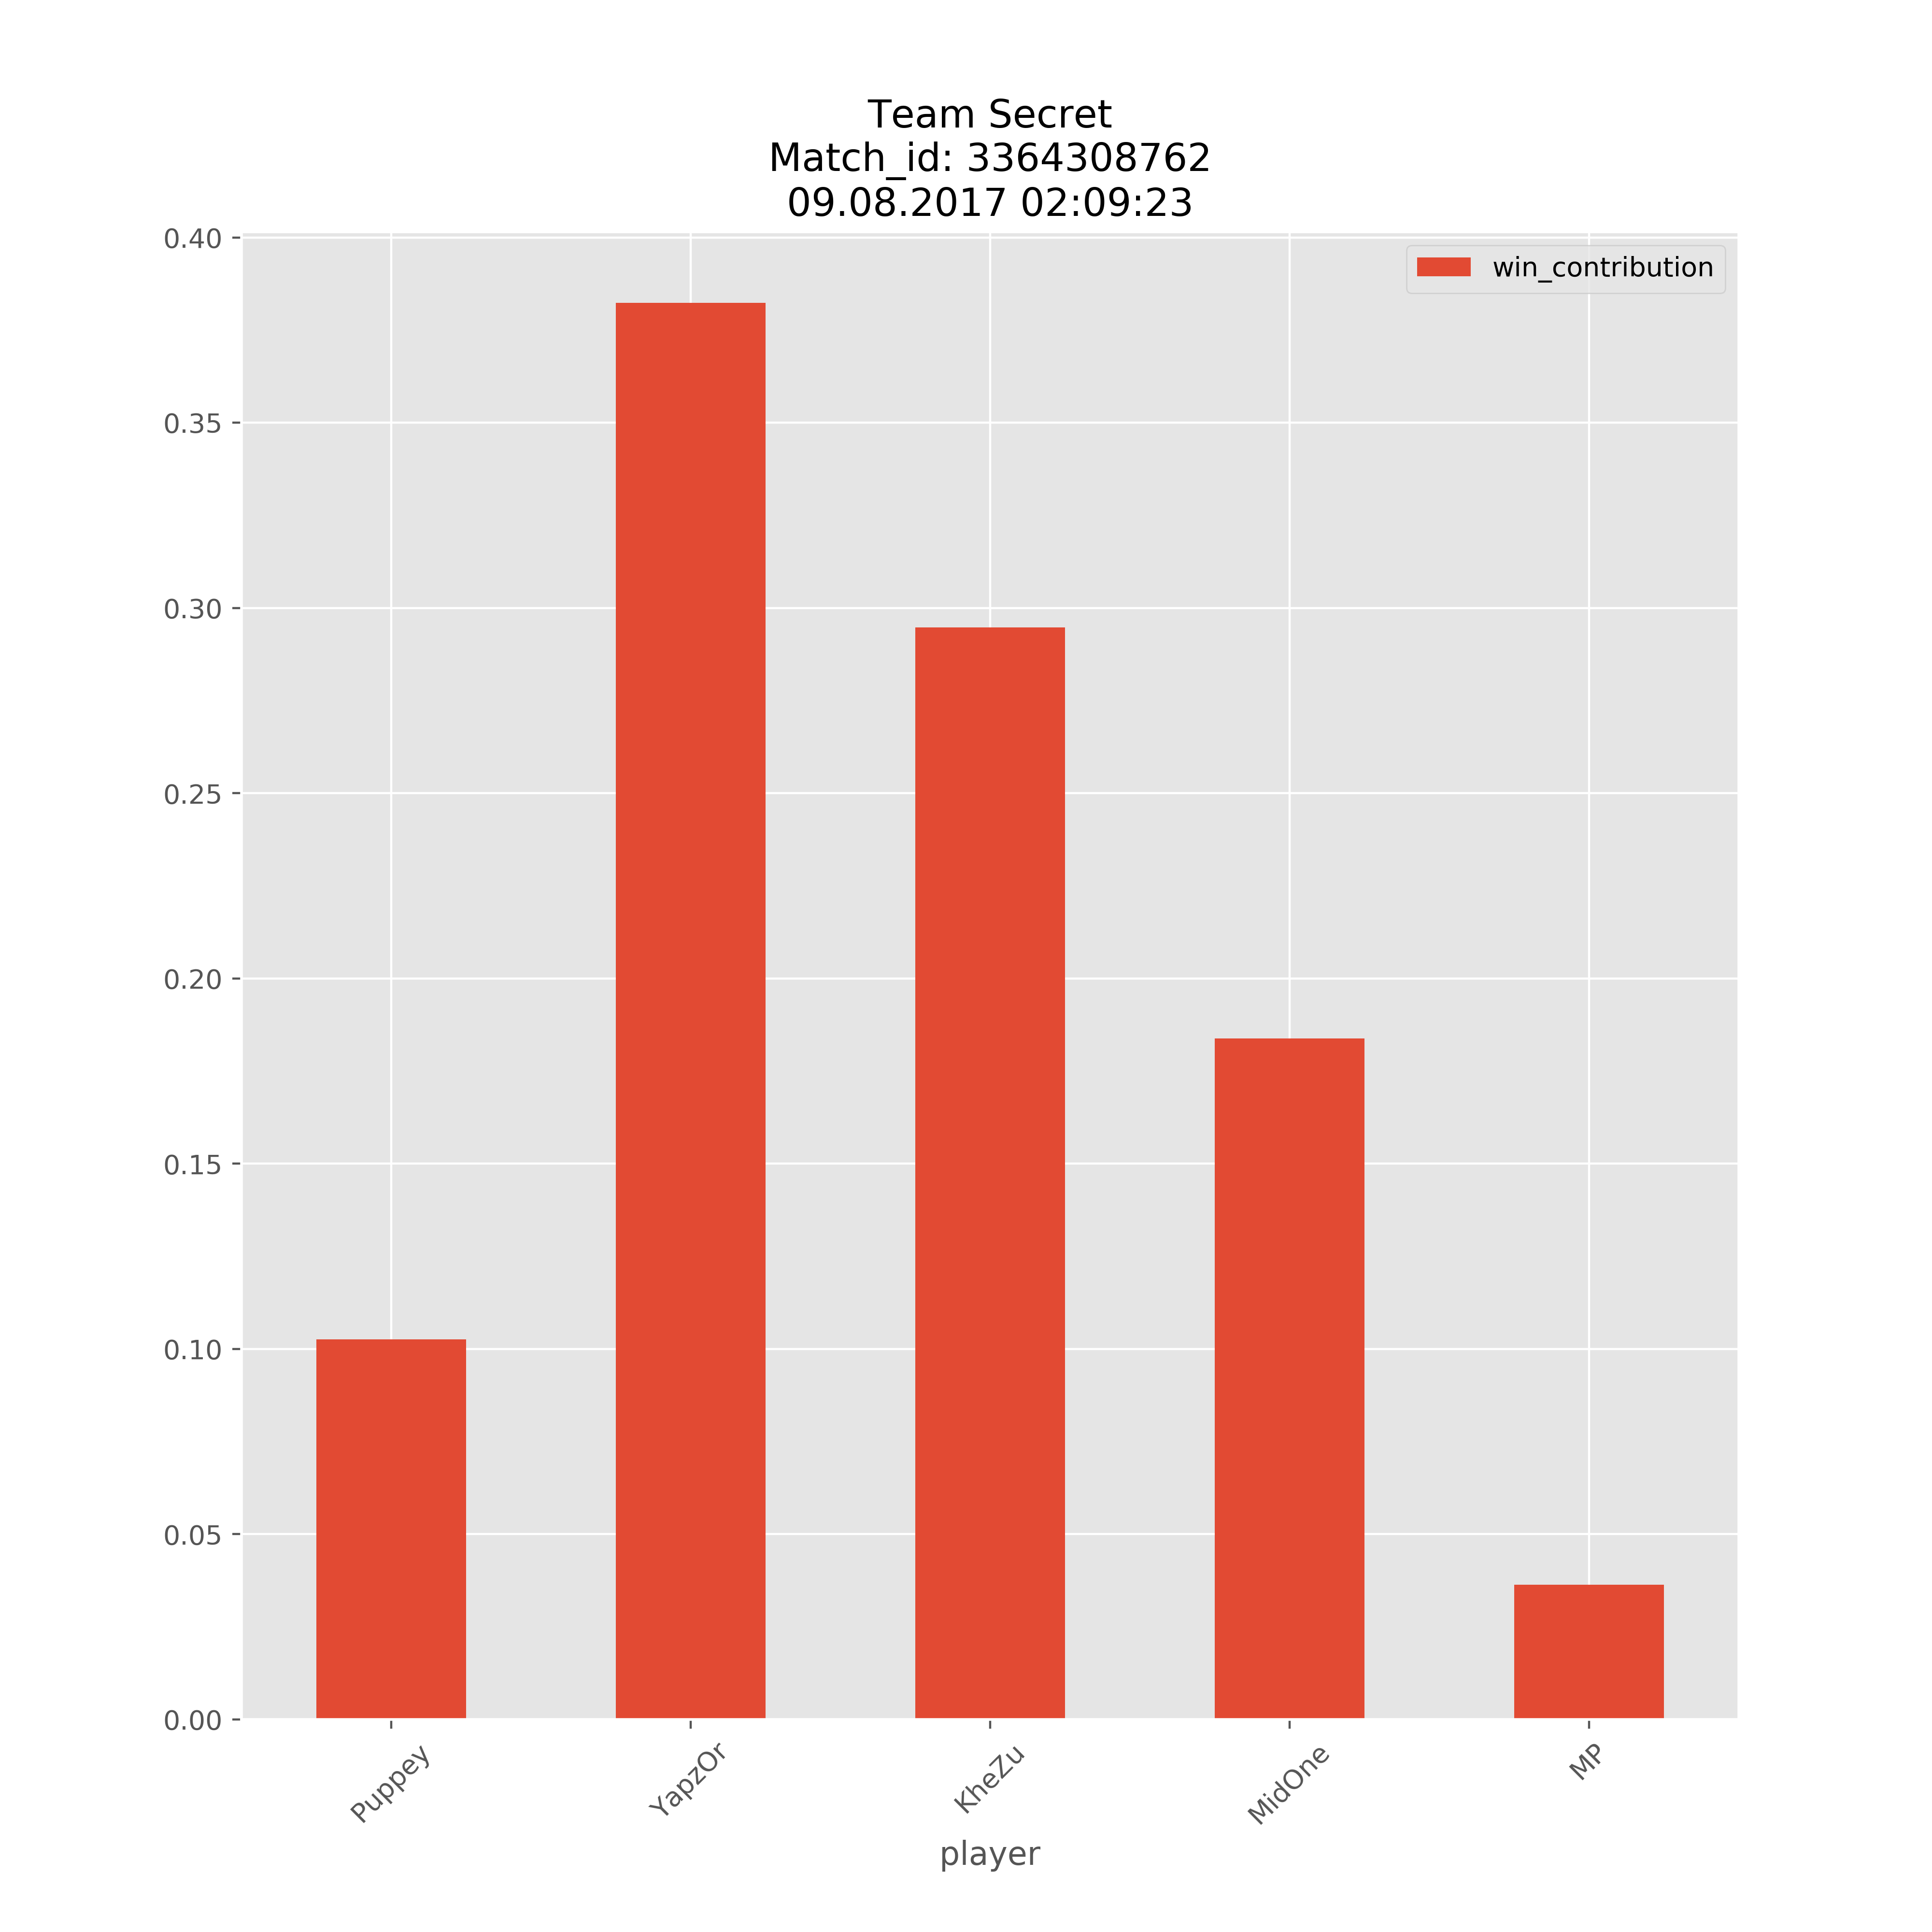 Team Secret
Match_id: 3364308762
09.08.2017 02:09:23
win_contribution
0.40
0.35
0.30
0.25
0.20
0.15
0.10
0.05
0.00
Puppey
YapzOr
KheZu
MidOne
MP
player